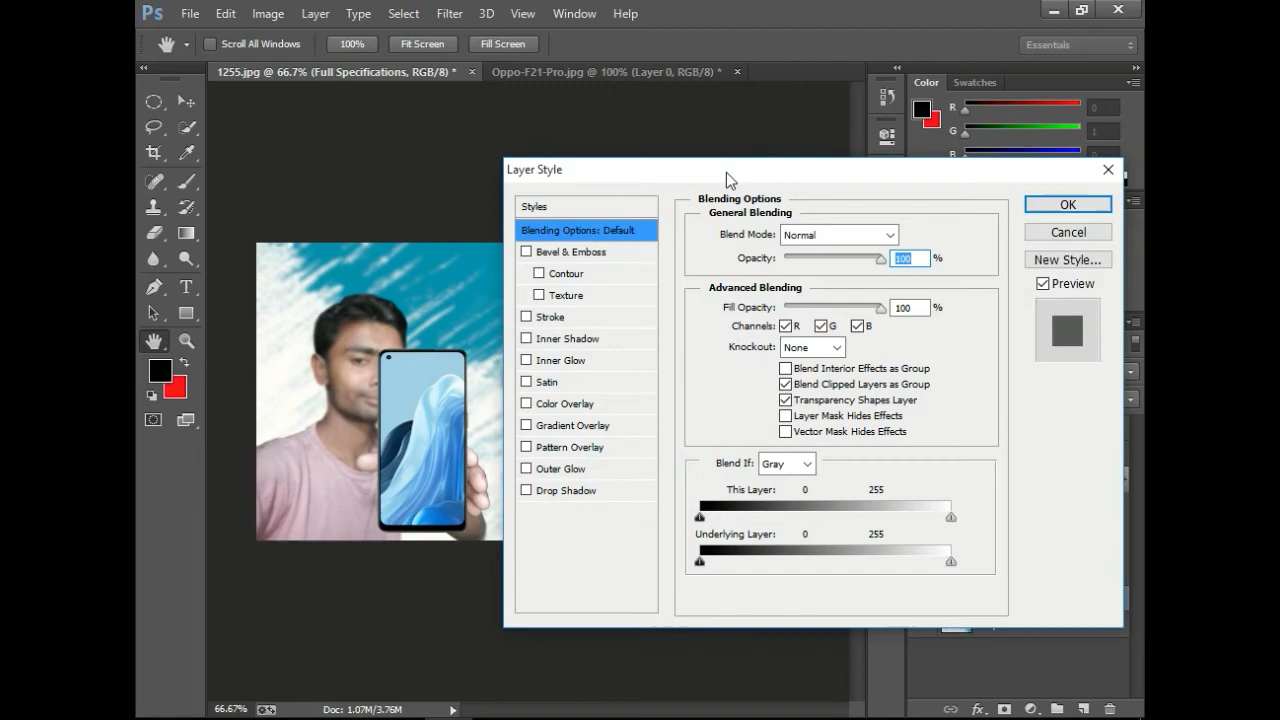 Ps File Edit Image Layer Type Select Filter 3D View Window Help
Scroll All Windows 100% Fit Screen Fill Screen Essentials
1255.jpg @ 66.7% (Full Specifications, RGB/8) * × Oppo-F21-Pro.jpg @ 100% (Layer 0, RGB/8) * ×
Color Swatches
R 0
G 1
B
Layer Style
Styles
Blending Options: Default
Bevel & Emboss
Contour
Texture
Stroke
Inner Shadow
Inner Glow
Satin
Color Overlay
Gradient Overlay
Pattern Overlay
Outer Glow
Drop Shadow
Blending Options
General Blending
Blend Mode: Normal
Opacity: 100 %
Advanced Blending
Fill Opacity: 100 %
Channels: R G B
Knockout: None
Blend Interior Effects as Group
Blend Clipped Layers as Group
Transparency Shapes Layer
Layer Mask Hides Effects
Vector Mask Hides Effects
Blend If: Gray
This Layer: 0 255
Underlying Layer: 0 255
OK
Cancel
New Style...
Preview
66.67% Doc: 1.07M/3.76M
fx